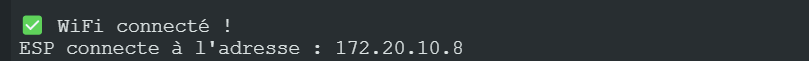 ✅ WiFi connecté !
ESP connecte à l'adresse : 172.20.10.8